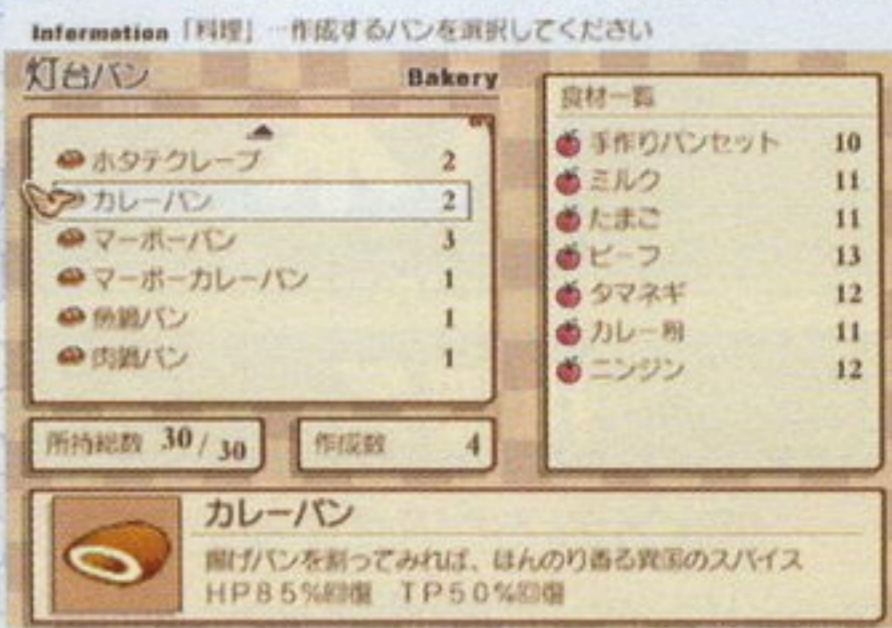 Information「料理」…作成するパンを選択してください
灯台パン Bakery
ホタテクレープ 2
カレーパン 2
マーボーパン 3
マーボーカレーパン 1
魚鍋パン 1
肉鍋パン 1
所持総数 30/30
作成数 4
食材一覧
手作りパンセット 10
ミルク 11
たまご 11
ビーフ 13
タマネギ 12
カレー粉 11
ニンジン 12
カレーパン
揚げパンを割ってみれば、ほんのり香る異国のスパイス
HP85%回復 TP50%回復